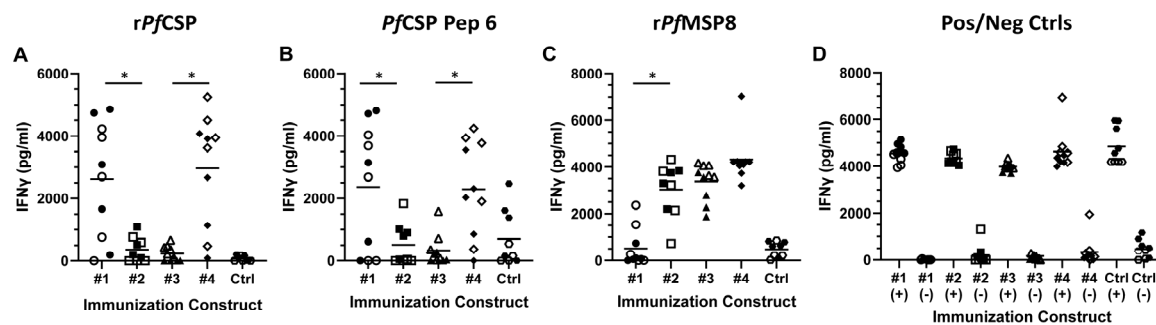 rPfCSP
PfCSP Pep 6
rPfMSP8
Pos/Neg Ctrls
A
*
*
6000
4000
2000
0
IFNγ (pg/ml)
#1 #2 #3 #4 Ctrl
Immunization Construct
B
*
*
6000
4000
2000
0
IFNγ (pg/ml)
#1 #2 #3 #4 Ctrl
Immunization Construct
C
*
8000
6000
4000
2000
0
IFNγ (pg/ml)
#1 #2 #3 #4 Ctrl
Immunization Construct
D
8000
6000
4000
2000
0
IFNγ (pg/ml)
#1 #1 #2 #2 #3 #3 #4 #4 Ctrl Ctrl
(+) (-) (+) (-) (+) (-) (+) (-) (+) (-)
Immunization Construct